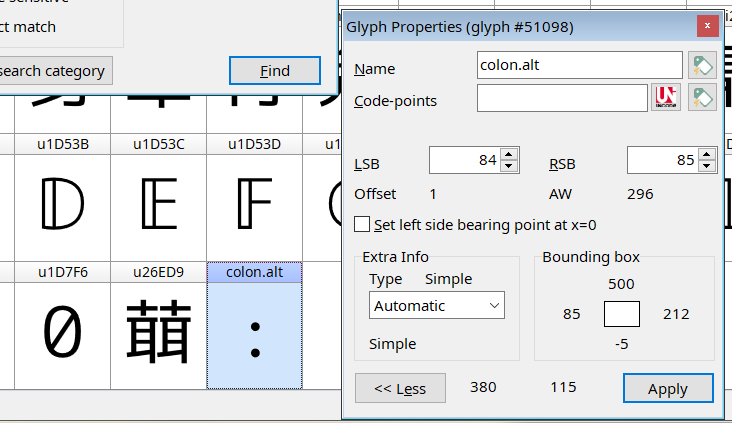 ct match
search category
Find
u1D53B
u1D53C
u1D53D
u1
𝔻
𝔼
𝔽
u1D7F6
u26ED9
colon.alt
0
:
Glyph Properties (glyph #51098)
Name
colon.alt
Code-points
LSB
84
RSB
85
Offset
1
AW
296
Set left side bearing point at x=0
Extra Info
Type
Simple
Automatic
Simple
Bounding box
500
85
212
-5
<< Less
380
115
Apply